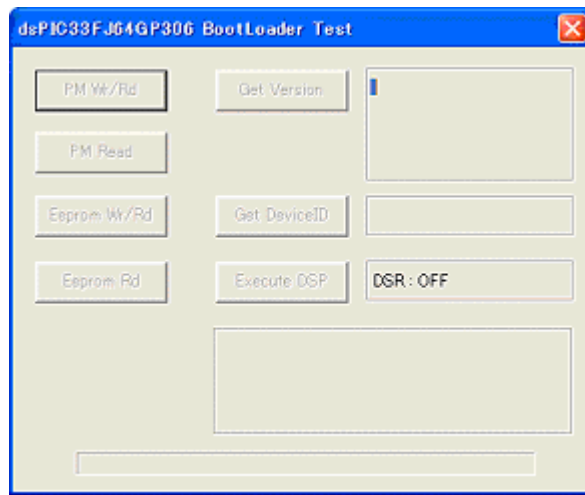 dsPIC33FJ64GP306 BootLoader Test
PM Wr/Rd
Get Version
PM Read
Eeprom Wr/Rd
Get DeviceID
Eeprom Rd
Execute DSP
DSR : OFF